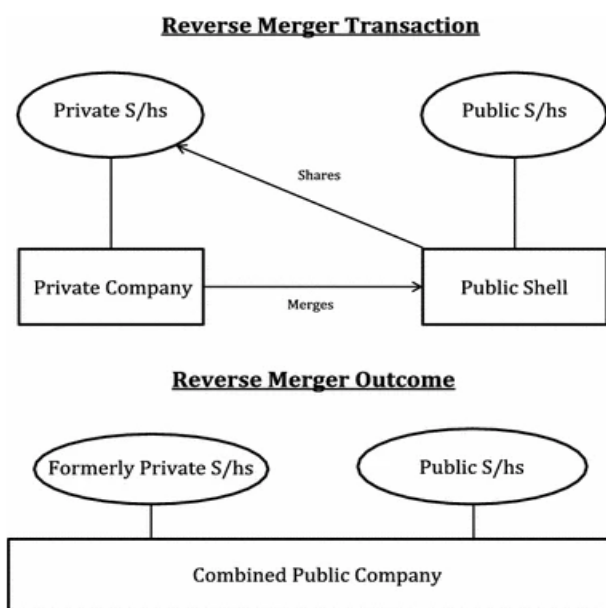 Reverse Merger Transaction
Private S/hs
Public S/hs
Shares
Private Company
Public Shell
Merges
Reverse Merger Outcome
Formerly Private S/hs
Public S/hs
Combined Public Company